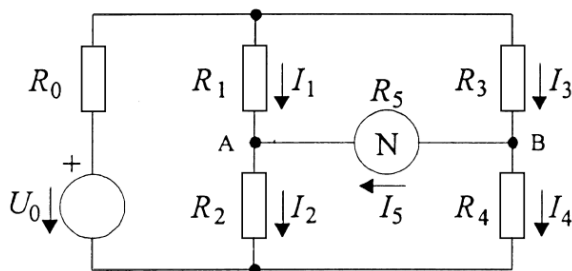 R₀ R₁ I₁ R₅ R₃ I₃
A N B
+
U₀ R₂ I₂ I₅ R₄ I₄